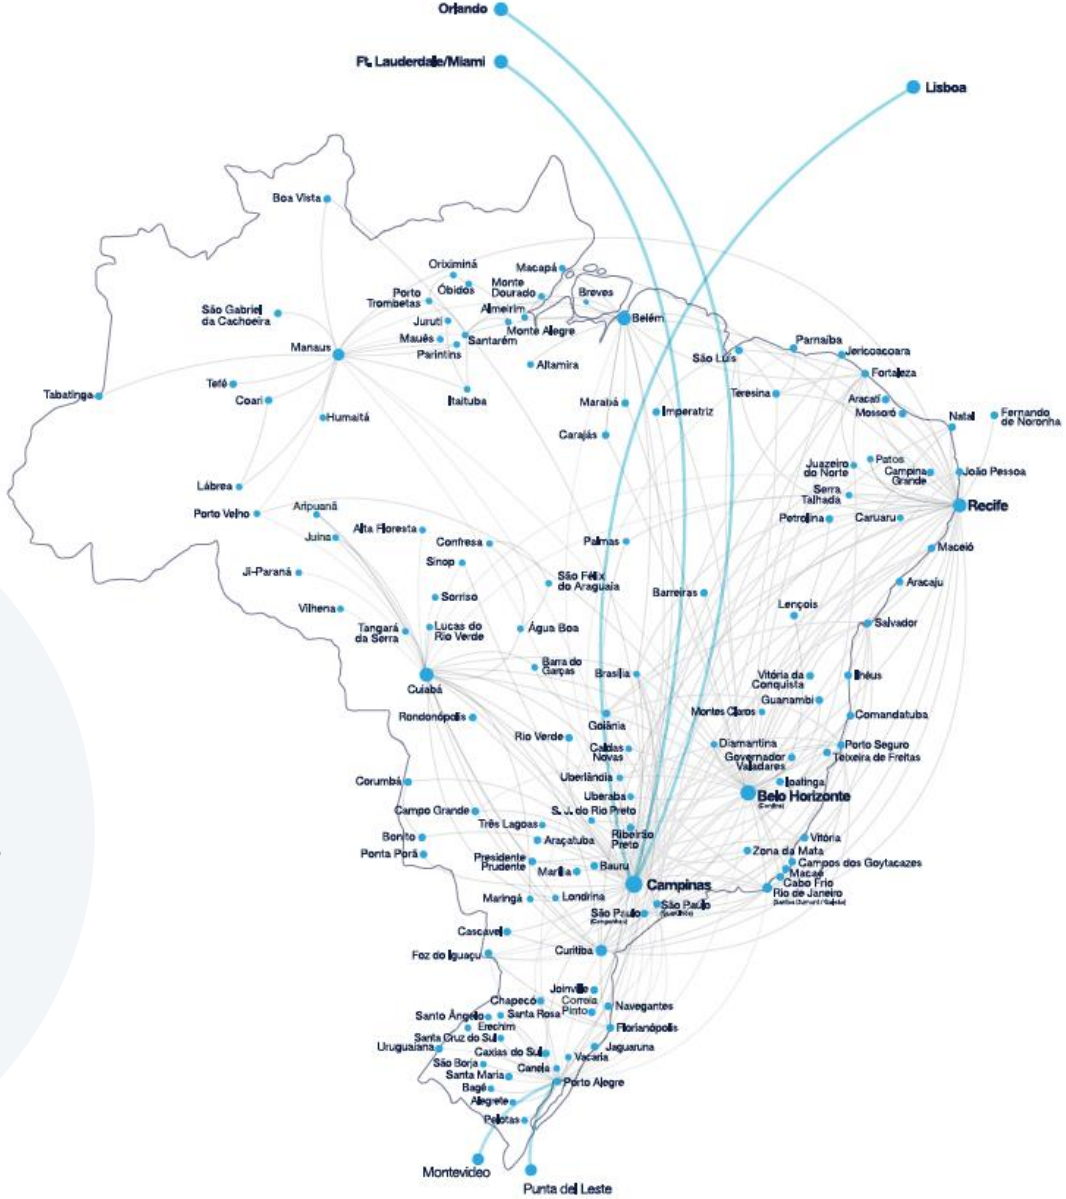 Orlando
Ft. Lauderdale/Miami
Lisboa
Boa Vista
Oriximiná
Macapá
Óbidos
Monte
Dourado
Breves
Porto
Trombetas
Almeirim
Belém
São Gabriel
da Cachoeira
Juruti
Monte Alegre
Maués
Santarém
Parintins
Manaus
Parnaíba
Jericoacoara
São Luís
Altamira
Fortaleza
Tefé
Tabatinga
Coari
Itaituba
Teresina
Aracati
Marabá
Imperatriz
Mossoró
Natal
Fernando
de Noronha
Humaitá
Carajás
Juazeiro
do Norte
Patos
Campina
Grande
João Pessoa
Lábrea
Serra
Talhada
Recife
Porto Velho
Aripuanã
Petrolina
Caruaru
Juína
Alta Floresta
Confresa
Palmas
Maceió
Sinop
Ji-Paraná
São Félix
do Araguaia
Aracaju
Sorriso
Barreiras
Vilhena
Lençois
Tangará
da Serra
Lucas do
Rio Verde
Água Boa
Salvador
Barra do
Garças
Brasília
Vitória da
Conquista
Ilhéus
Cuiabá
Guanambi
Rondonópolis
Goiânia
Montes Claros
Comandatuba
Rio Verde
Caldas
Novas
Diamantina
Porto Seguro
Governador
Valadares
Teixeira de Freitas
Uberlândia
Ipatinga
Corumbá
Uberaba
Belo Horizonte
(Confins)
Campo Grande
S. J. do Rio Preto
Três Lagoas
Ribeirão
Preto
Bonito
Araçatuba
Vitória
Ponta Porã
Zona da Mata
Presidente
Prudente
Bauru
Campos dos Goytacazes
Marília
Macaé
Campinas
Cabo Frio
Maringá
Londrina
Rio de Janeiro
(Santos Dumont / Galeão)
São Paulo
(Guarulhos)
São Paulo
(Congonhas)
Cascavel
Curitiba
Foz do Iguaçu
Joinville
Chapecó
Correia
Pinto
Navegantes
Santo Ângelo
Santa Rosa
Erechim
Florianópolis
Santa Cruz do Sul
Uruguaiana
Jaguaruna
Caxias do Sul
Vacaria
São Borja
Canela
Santa Maria
Porto Alegre
Bagé
Alegrete
Pelotas
Montevideo
Punta del Leste